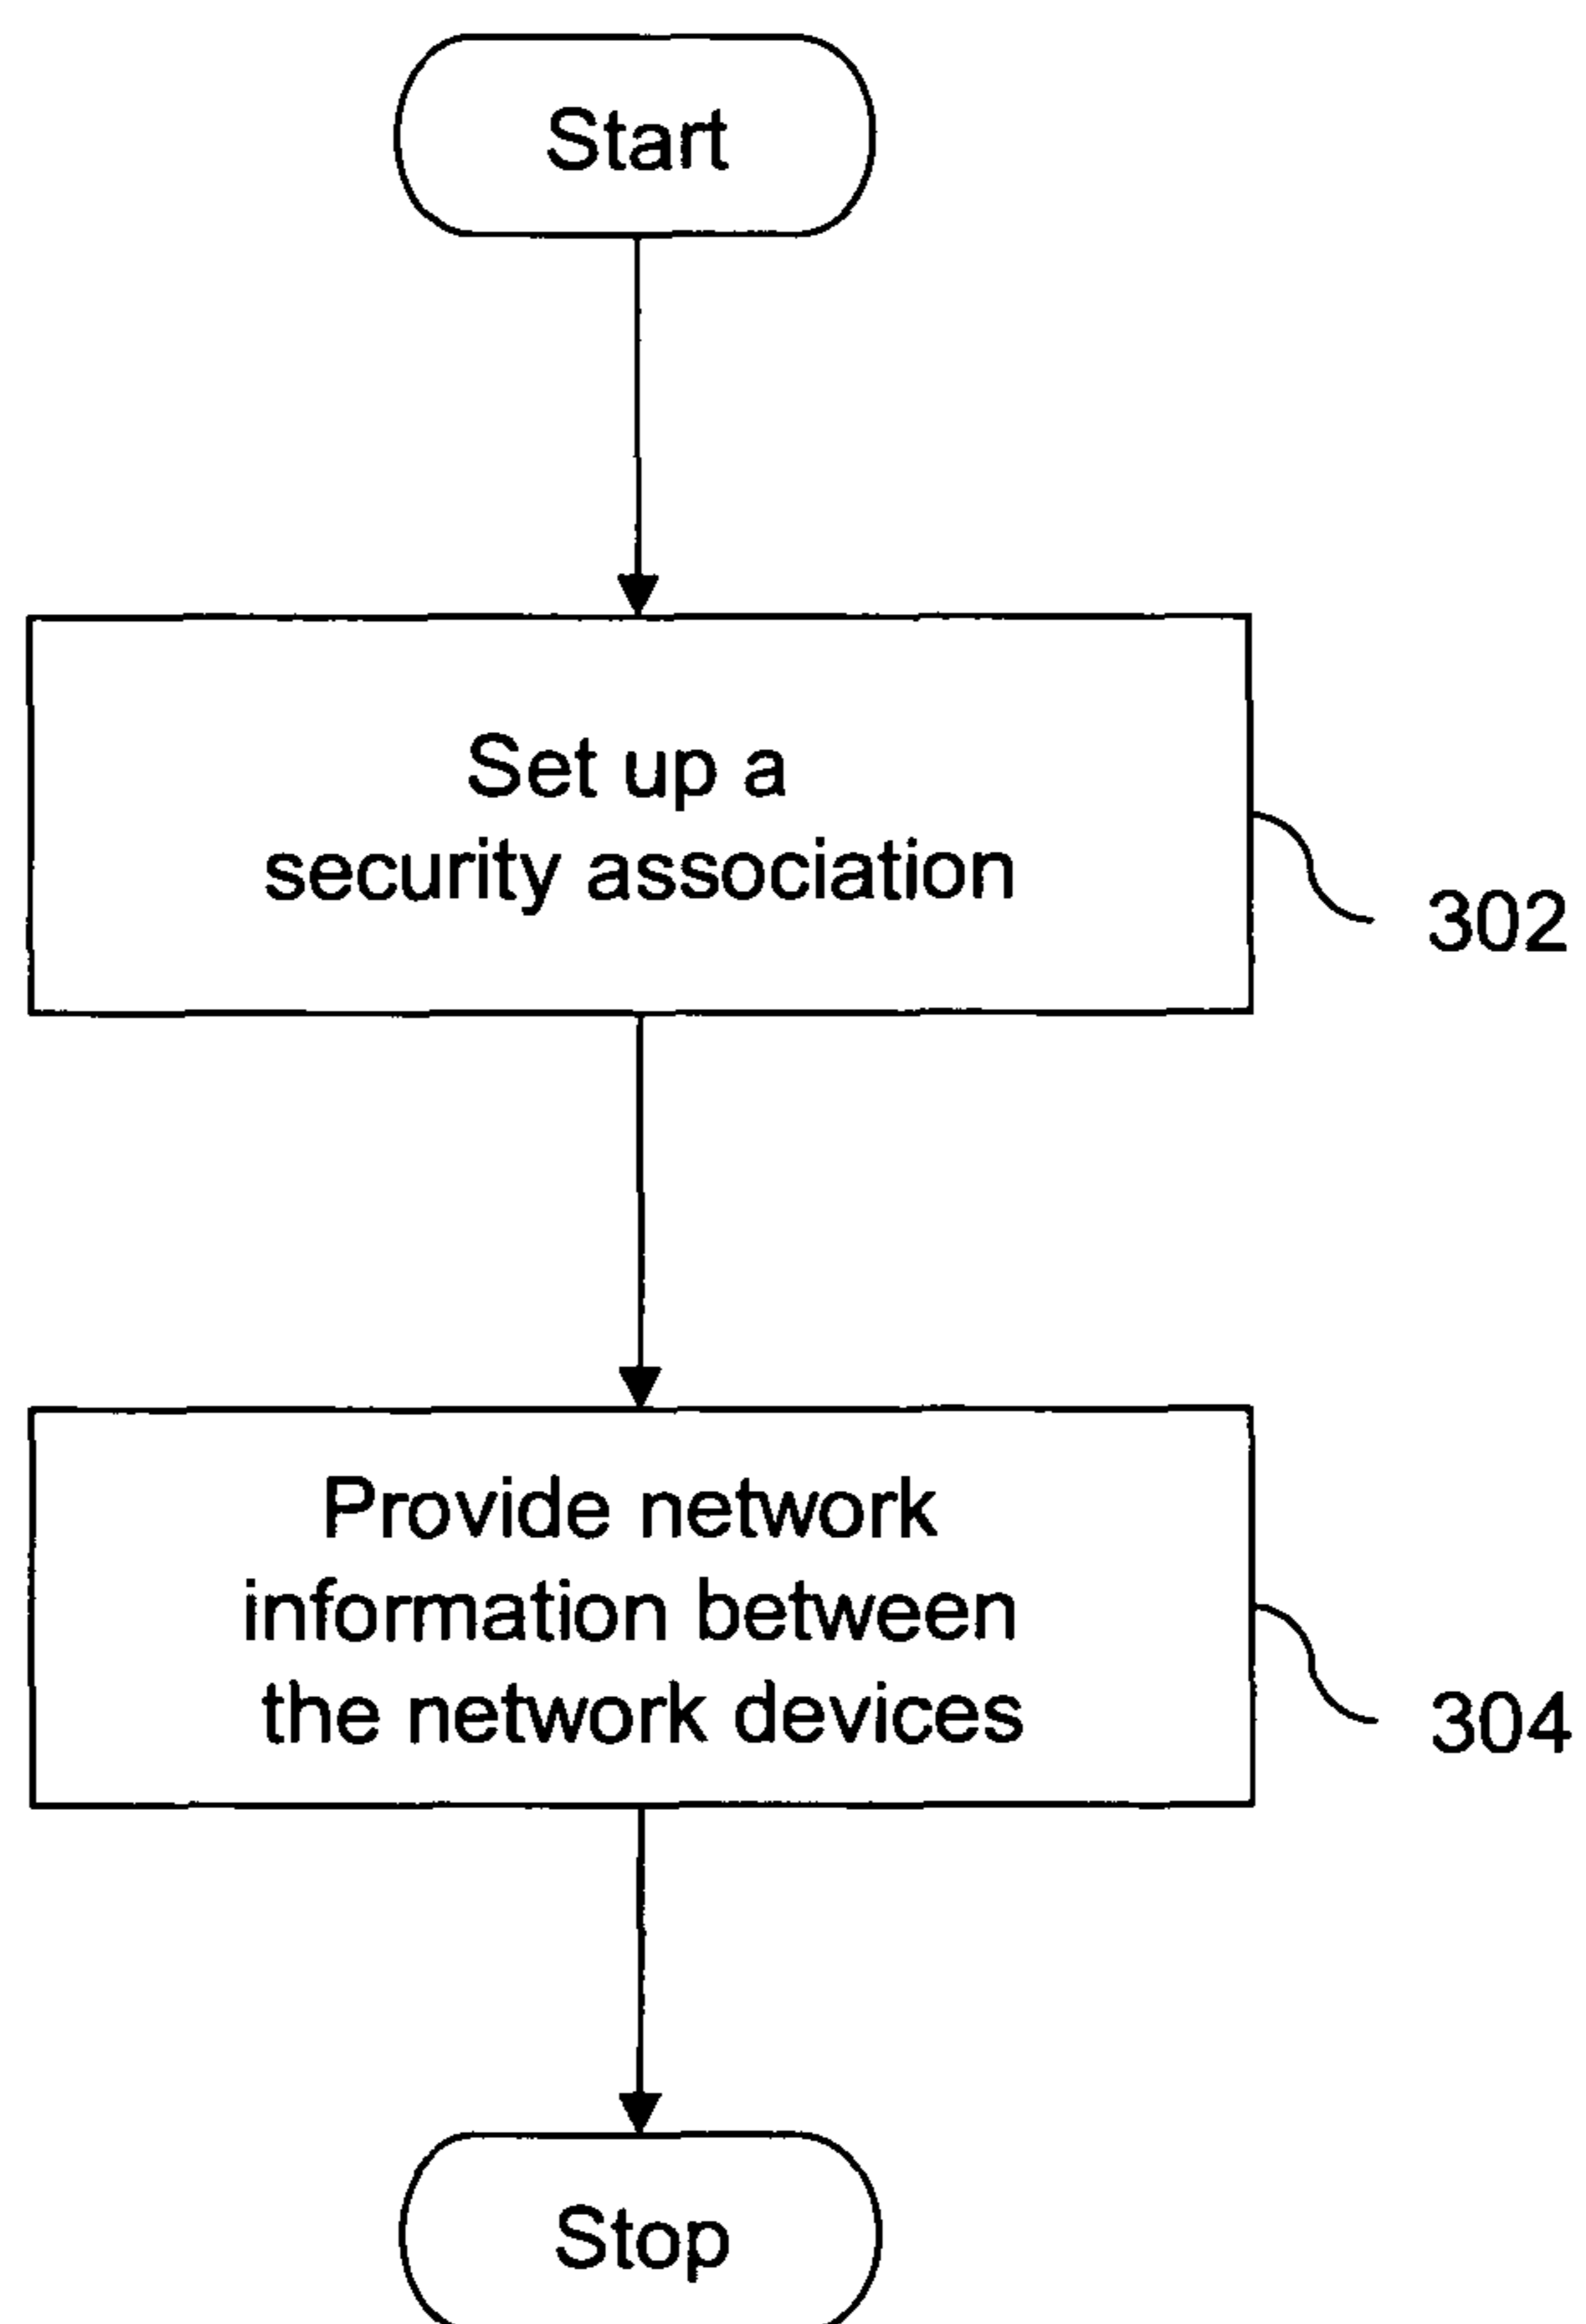 Start
Set up a
security association
302
Provide network
information between
the network devices
304
Stop